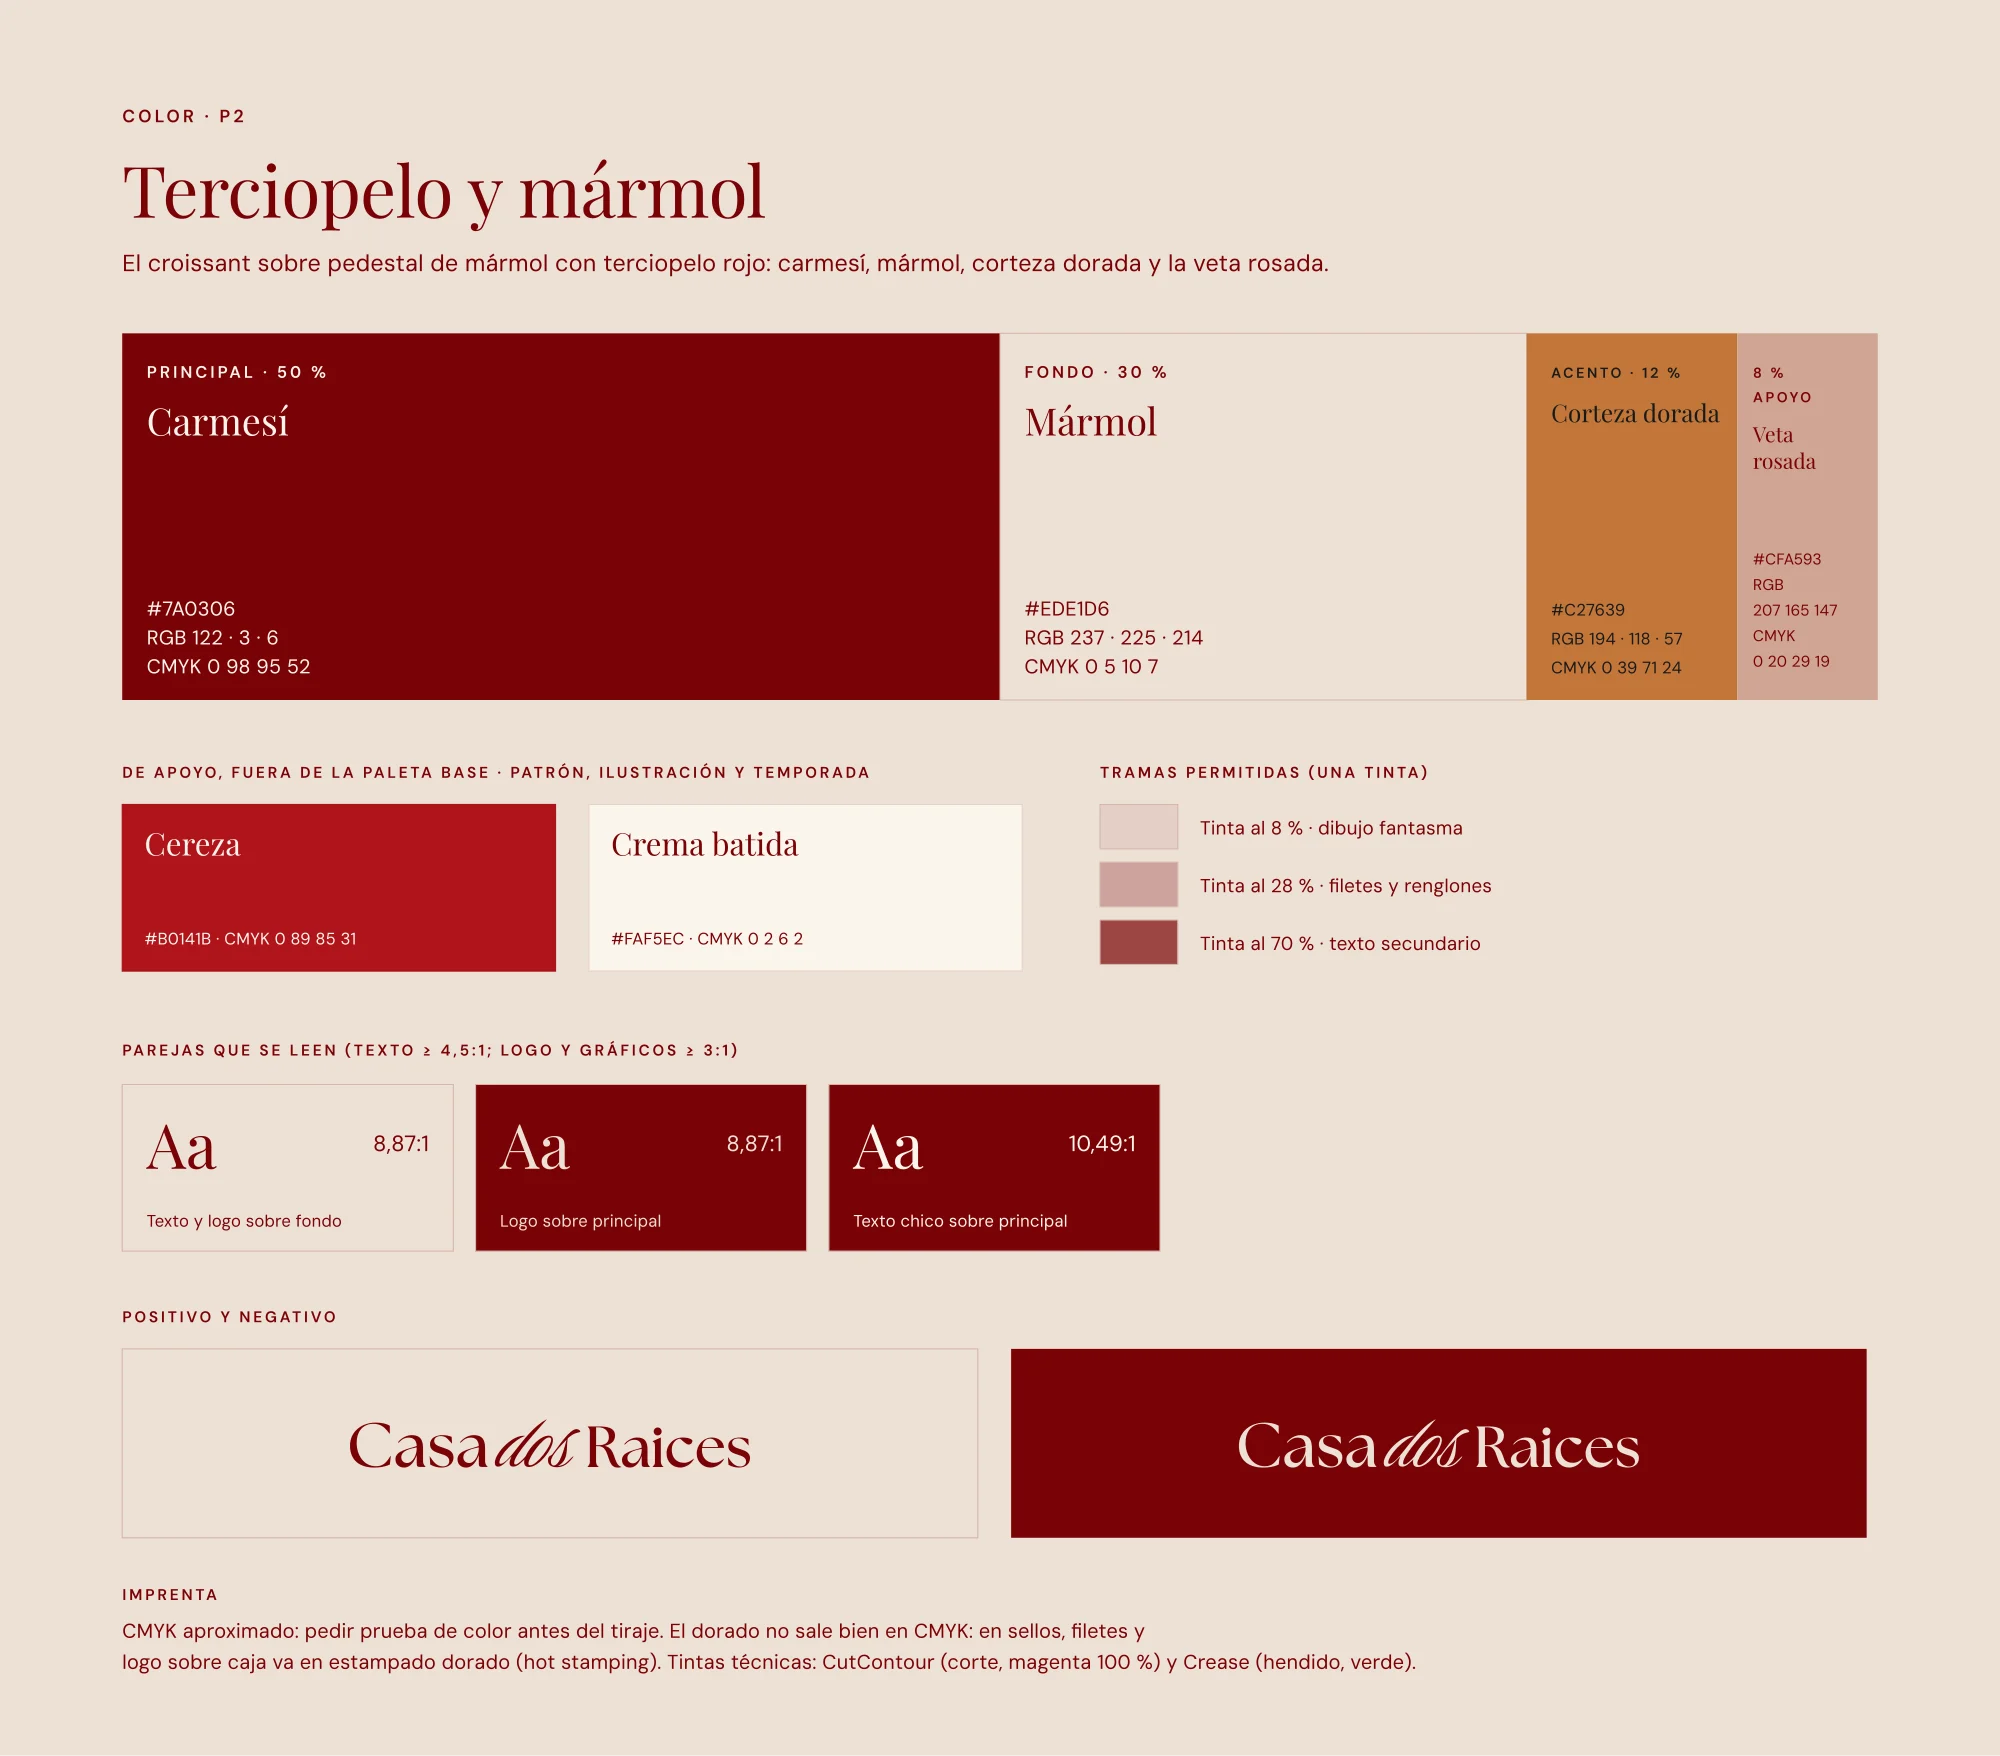 COLOR · P2
Terciopelo y mármol
El croissant sobre pedestal de mármol con terciopelo rojo: carmesí, mármol, corteza dorada y la veta rosada.
PRINCIPAL · 50 %
Carmesí
#7A0306
RGB 122 · 3 · 6
CMYK 0 98 95 52
FONDO · 30 %
Mármol
#EDE1D6
RGB 237 · 225 · 214
CMYK 0 5 10 7
ACENTO · 12 %
Corteza dorada
#C27639
RGB 194 · 118 · 57
CMYK 0 39 71 24
8 %
APOYO
Veta
rosada
#CFA593
RGB
207 165 147
CMYK
0 20 29 19
DE APOYO, FUERA DE LA PALETA BASE · PATRÓN, ILUSTRACIÓN Y TEMPORADA
Cereza
#B0141B · CMYK 0 89 85 31
Crema batida
#FAF5EC · CMYK 0 2 6 2
TRAMAS PERMITIDAS (UNA TINTA)
Tinta al 8 % · dibujo fantasma
Tinta al 28 % · filetes y renglones
Tinta al 70 % · texto secundario
PAREJAS QUE SE LEEN (TEXTO ≥ 4,5:1; LOGO Y GRÁFICOS ≥ 3:1)
Aa 8,87:1
Texto y logo sobre fondo
Aa 8,87:1
Logo sobre principal
Aa 10,49:1
Texto chico sobre principal
POSITIVO Y NEGATIVO
Casa dos Raices
Casa dos Raices
IMPRENTA
CMYK aproximado: pedir prueba de color antes del tiraje. El dorado no sale bien en CMYK: en sellos, filetes y
logo sobre caja va en estampado dorado (hot stamping). Tintas técnicas: CutContour (corte, magenta 100 %) y Crease (hendido, verde).